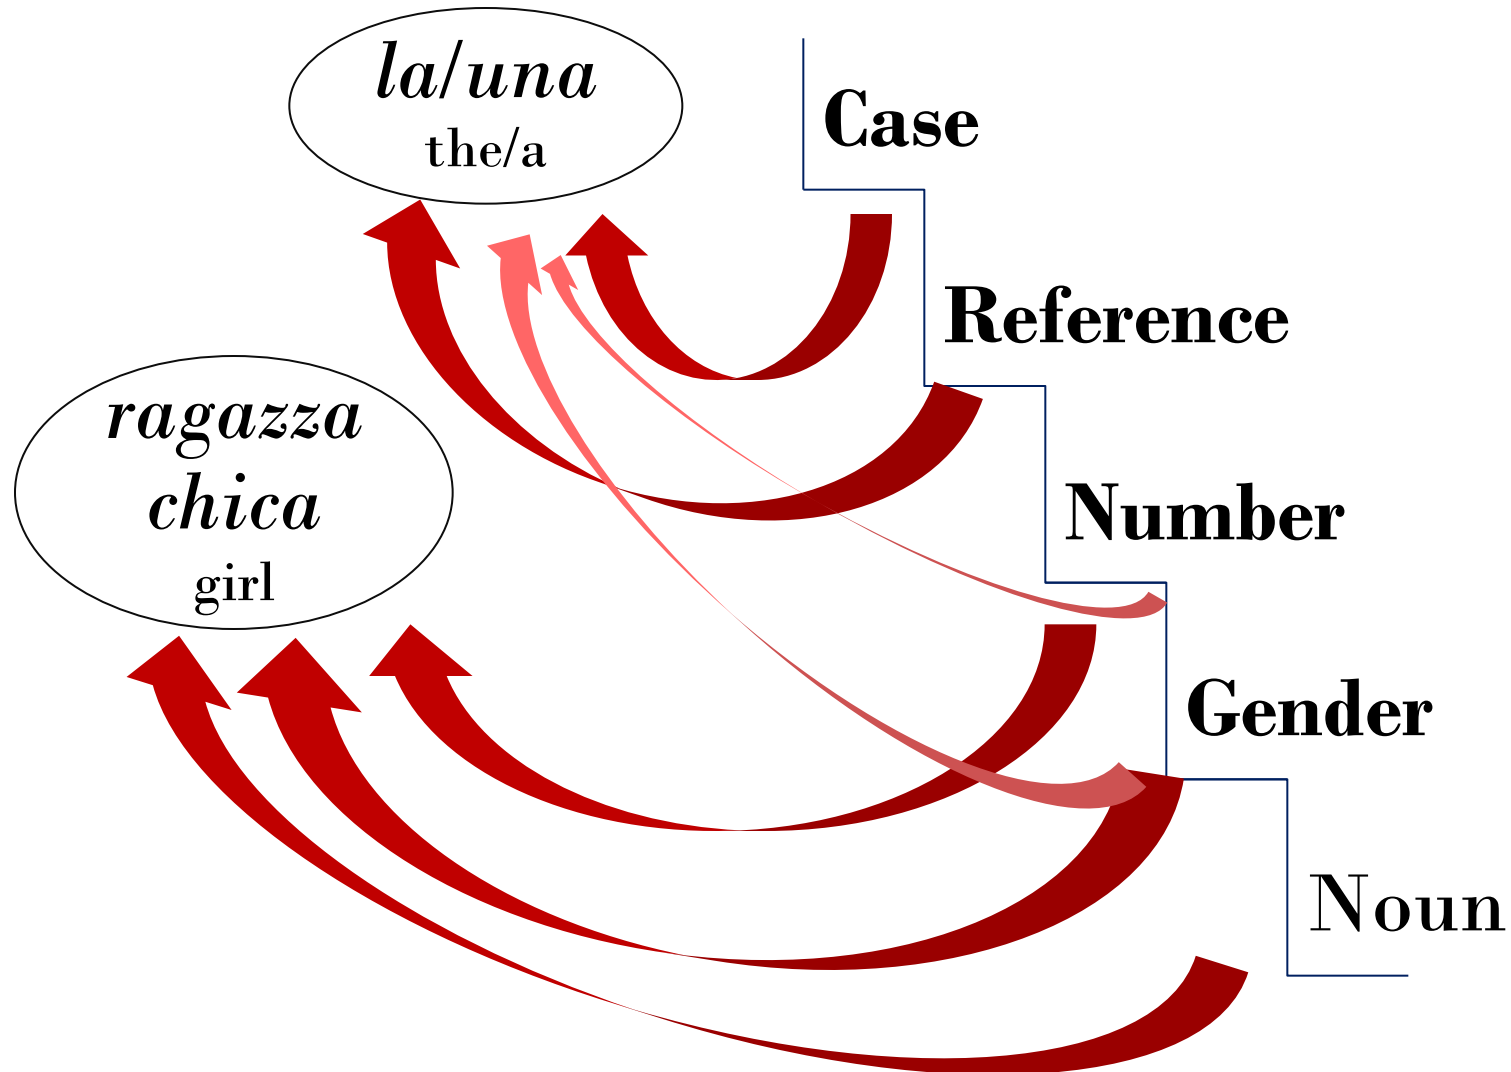 la/una
the/a
Case
Reference
ragazza
chica
girl
Number
Gender
Noun